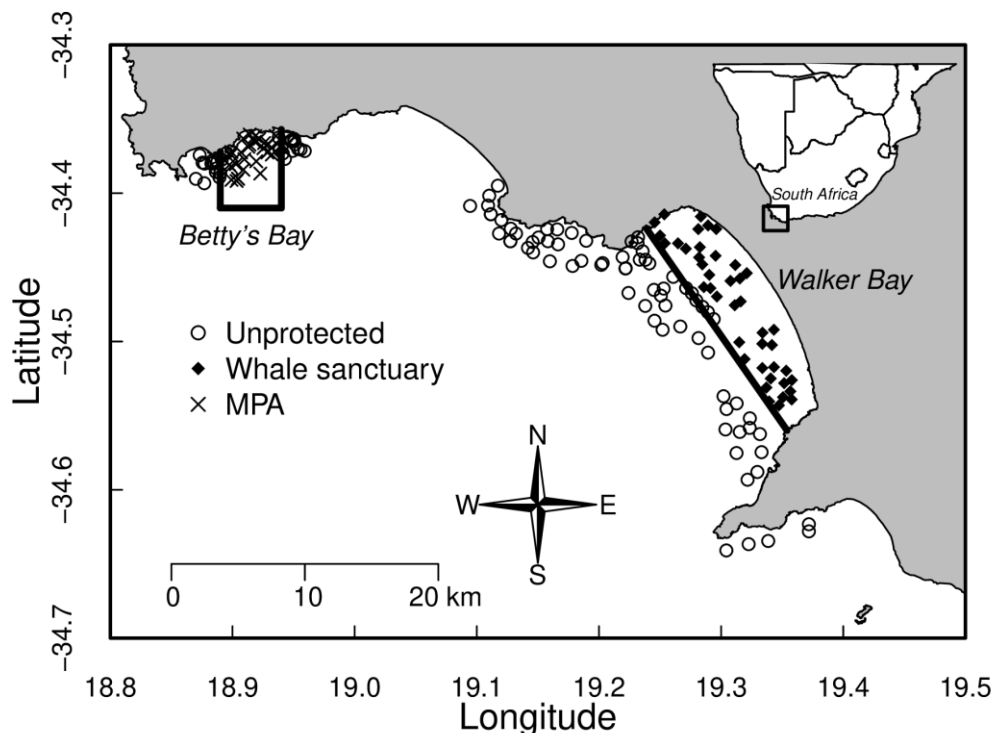 −34.3
−34.4
−34.5
−34.6
−34.7
Latitude
South Africa
Betty's Bay
Walker Bay
Unprotected
Whale sanctuary
MPA
N
W
E
S
0 10 20 km
18.8 18.9 19.0 19.1 19.2 19.3 19.4 19.5
Longitude